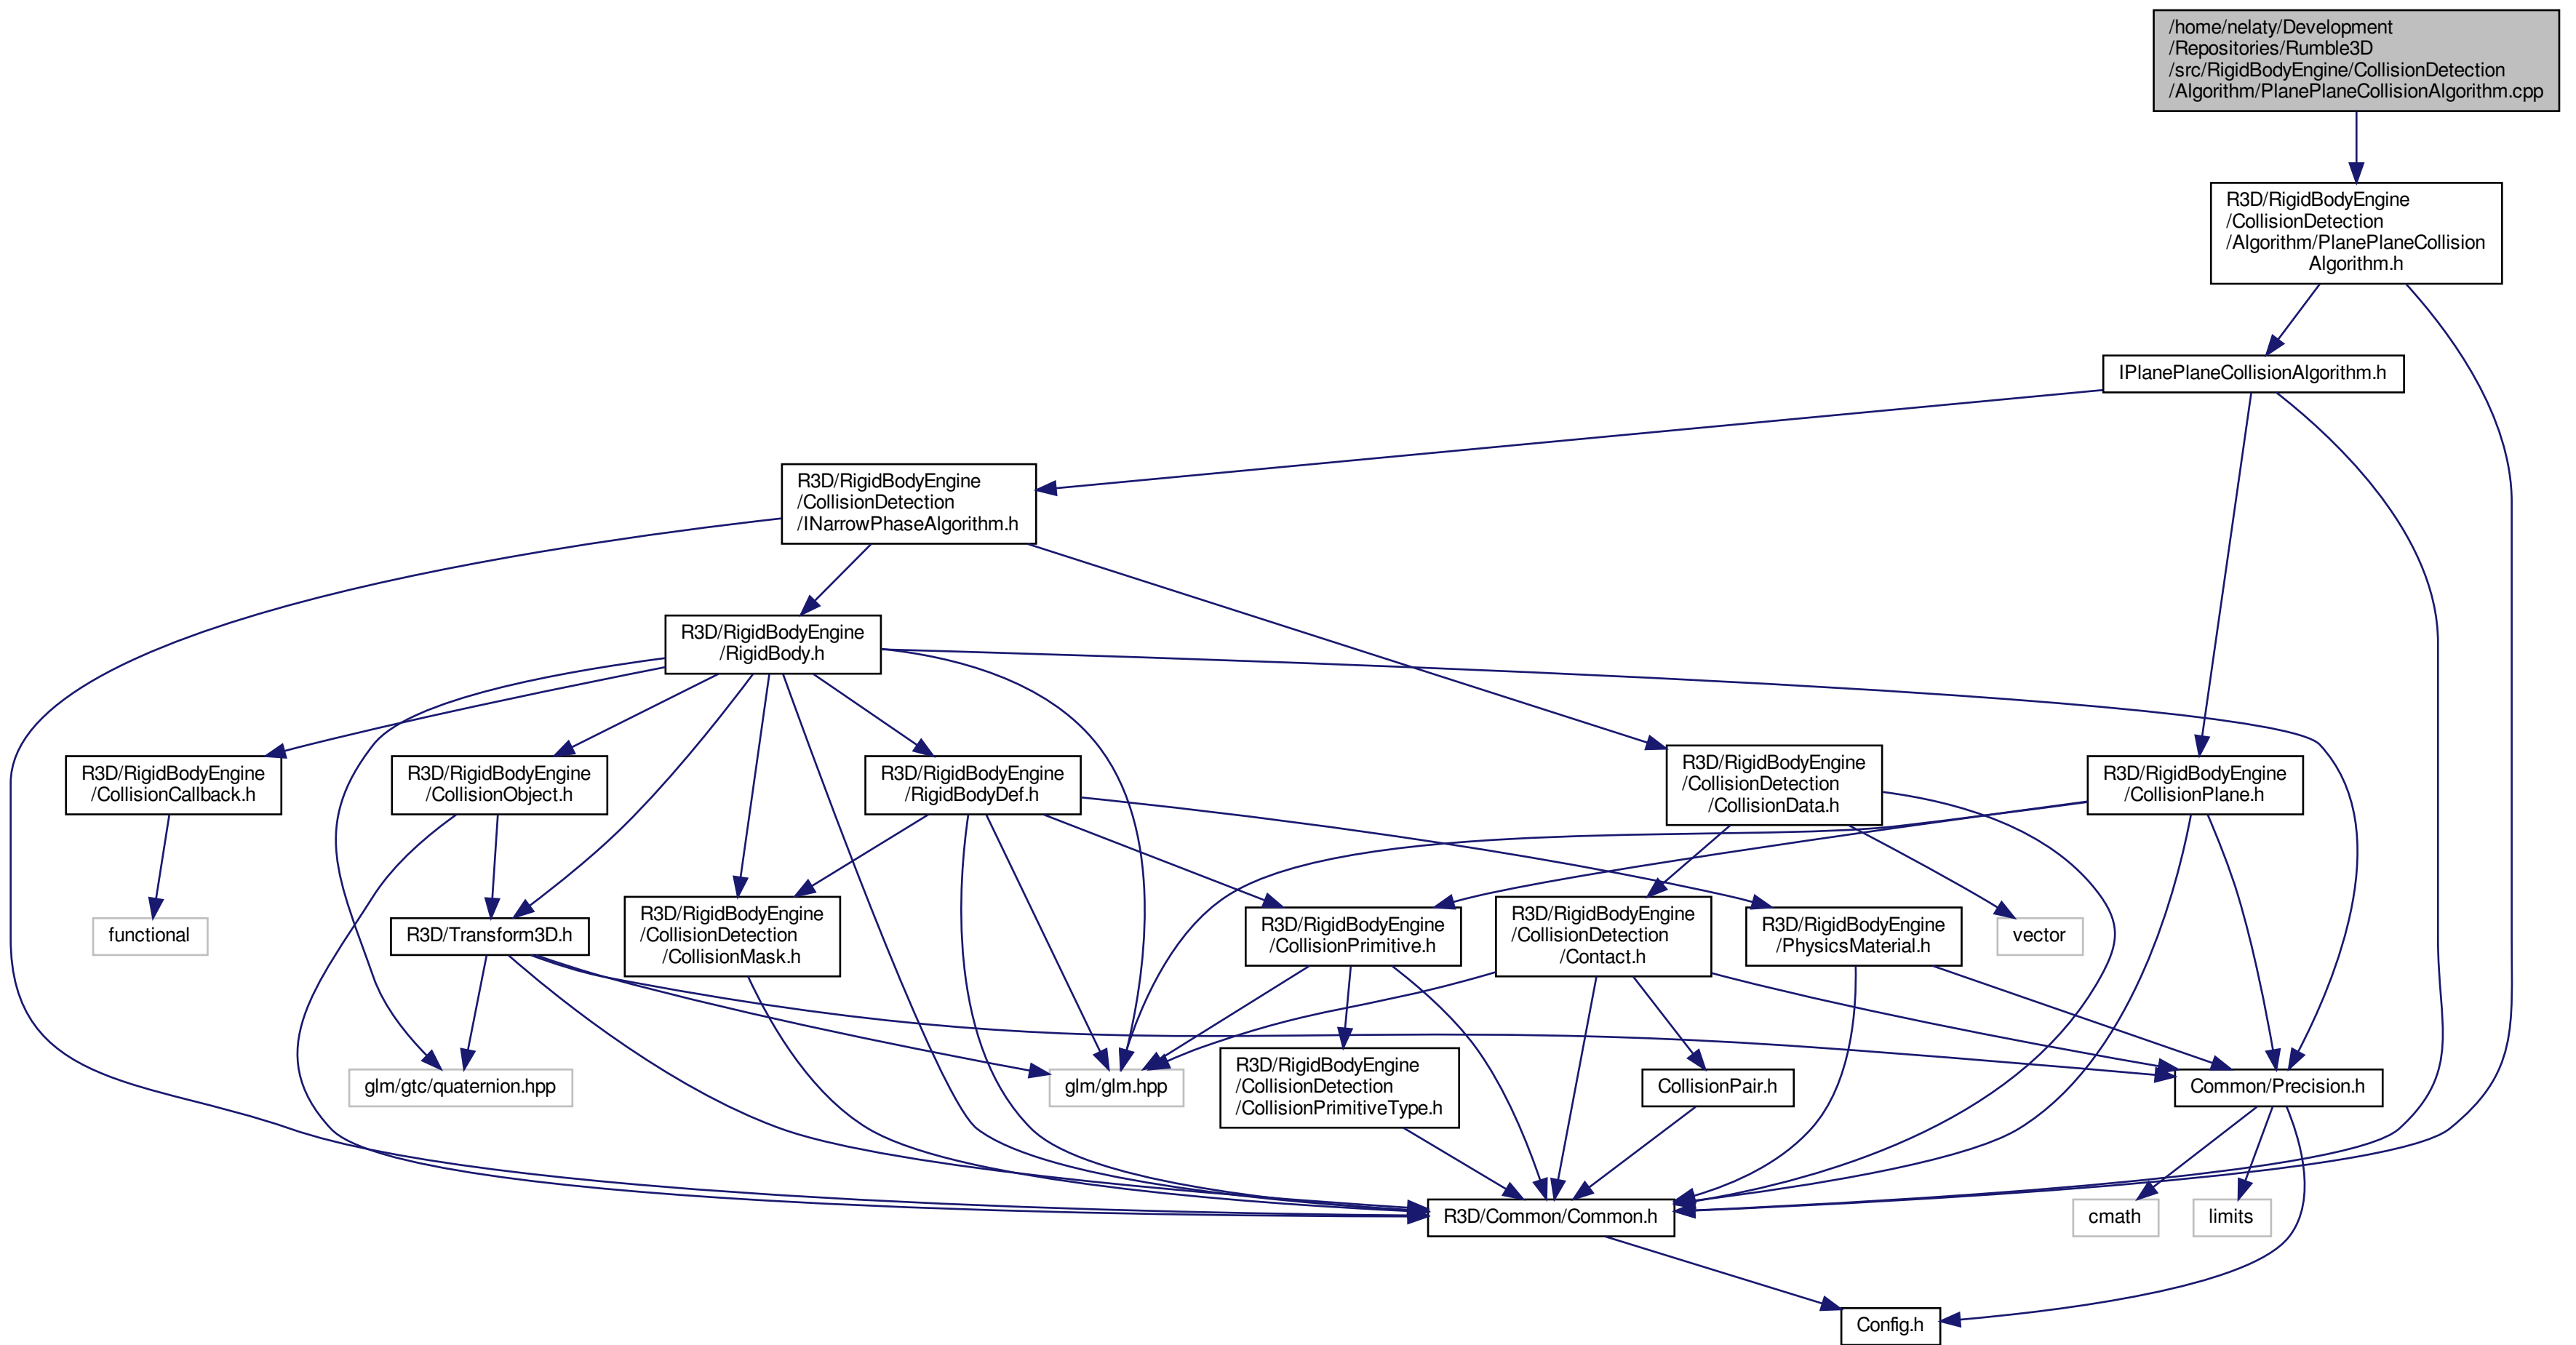 /home/nelaty/Development
/Repositories/Rumble3D
/src/RigidBodyEngine/CollisionDetection
/Algorithm/PlanePlaneCollisionAlgorithm.cpp
R3D/RigidBodyEngine
/CollisionDetection
/Algorithm/PlanePlaneCollision
Algorithm.h
IPlanePlaneCollisionAlgorithm.h
R3D/RigidBodyEngine
/CollisionDetection
/INarrowPhaseAlgorithm.h
R3D/RigidBodyEngine
/RigidBody.h
R3D/RigidBodyEngine
/CollisionCallback.h
R3D/RigidBodyEngine
/CollisionObject.h
R3D/RigidBodyEngine
/RigidBodyDef.h
R3D/RigidBodyEngine
/CollisionDetection
/CollisionData.h
R3D/RigidBodyEngine
/CollisionPlane.h
functional
R3D/Transform3D.h
R3D/RigidBodyEngine
/CollisionDetection
/CollisionMask.h
R3D/RigidBodyEngine
/CollisionPrimitive.h
R3D/RigidBodyEngine
/CollisionDetection
/Contact.h
R3D/RigidBodyEngine
/PhysicsMaterial.h
vector
glm/gtc/quaternion.hpp
glm/glm.hpp
R3D/RigidBodyEngine
/CollisionDetection
/CollisionPrimitiveType.h
CollisionPair.h
Common/Precision.h
R3D/Common/Common.h
cmath
limits
Config.h